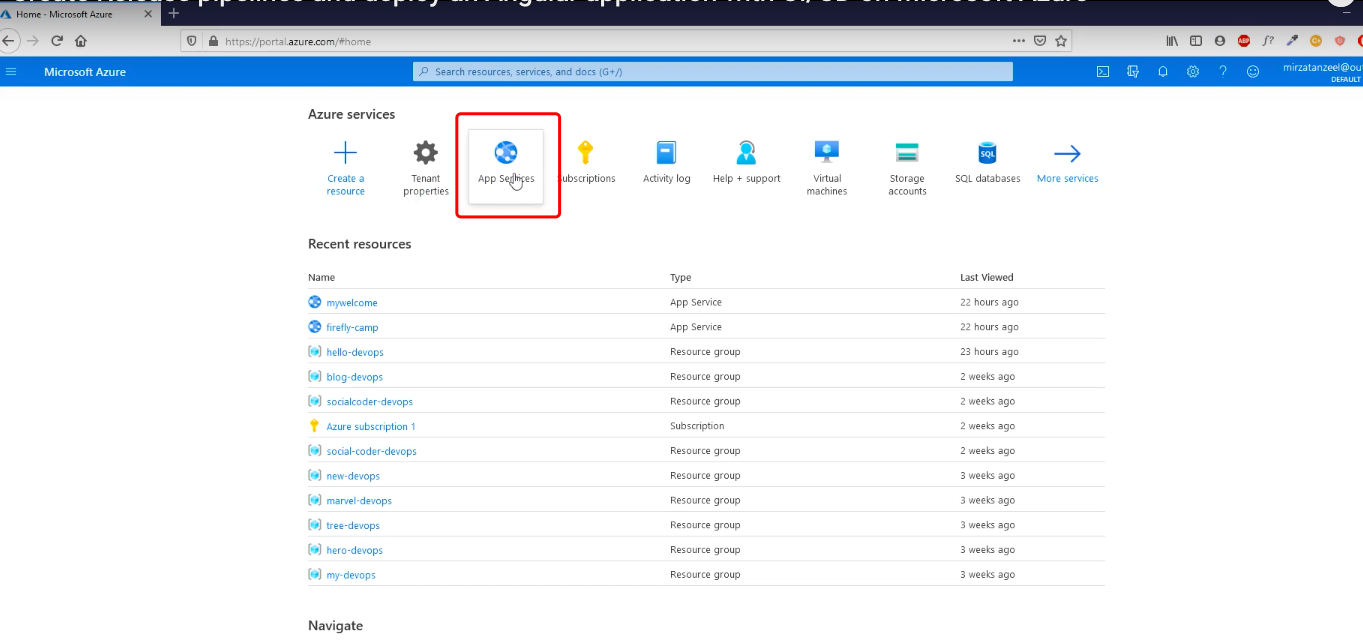 Create Release pipelines and deploy an Angular application with CI/CD on Microsoft Azure
Home - Microsoft Azure
https://portal.azure.com/#home
Microsoft Azure
Search resources, services, and docs (G+/)
mirzatanzeel@out
DEFAULT
Azure services
Create a resource
Tenant properties
App Services
Subscriptions
Activity log
Help + support
Virtual machines
Storage accounts
SQL databases
More services
Recent resources
Name Type Last Viewed
mywelcome App Service 22 hours ago
firefly-camp App Service 22 hours ago
hello-devops Resource group 23 hours ago
blog-devops Resource group 2 weeks ago
socialcoder-devops Resource group 2 weeks ago
Azure subscription 1 Subscription 2 weeks ago
social-coder-devops Resource group 2 weeks ago
new-devops Resource group 3 weeks ago
marvel-devops Resource group 3 weeks ago
tree-devops Resource group 3 weeks ago
hero-devops Resource group 3 weeks ago
my-devops Resource group 3 weeks ago
Navigate